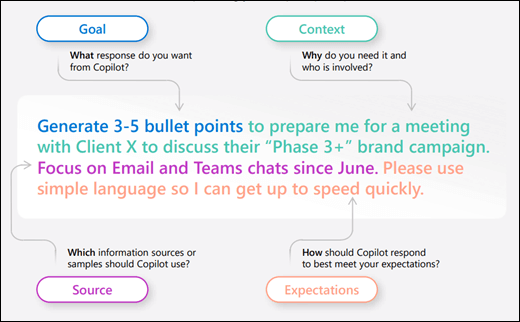 Goal
Context
What response do you want
from Copilot?
Why do you need it and
who is involved?
Generate 3-5 bullet points to prepare me for a meeting
with Client X to discuss their “Phase 3+” brand campaign.
Focus on Email and Teams chats since June. Please use
simple language so I can get up to speed quickly.
Which information sources or
samples should Copilot use?
How should Copilot respond
to best meet your expectations?
Source
Expectations